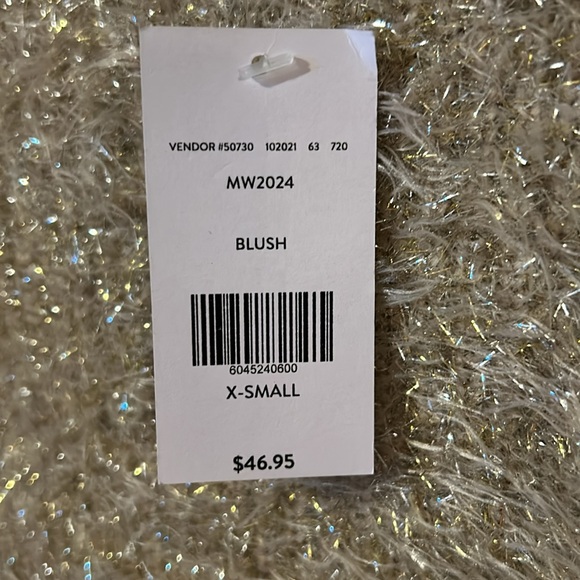 VENDOR #50730 102021 63 720
MW2024
BLUSH
6045240600
X-SMALL
$46.95